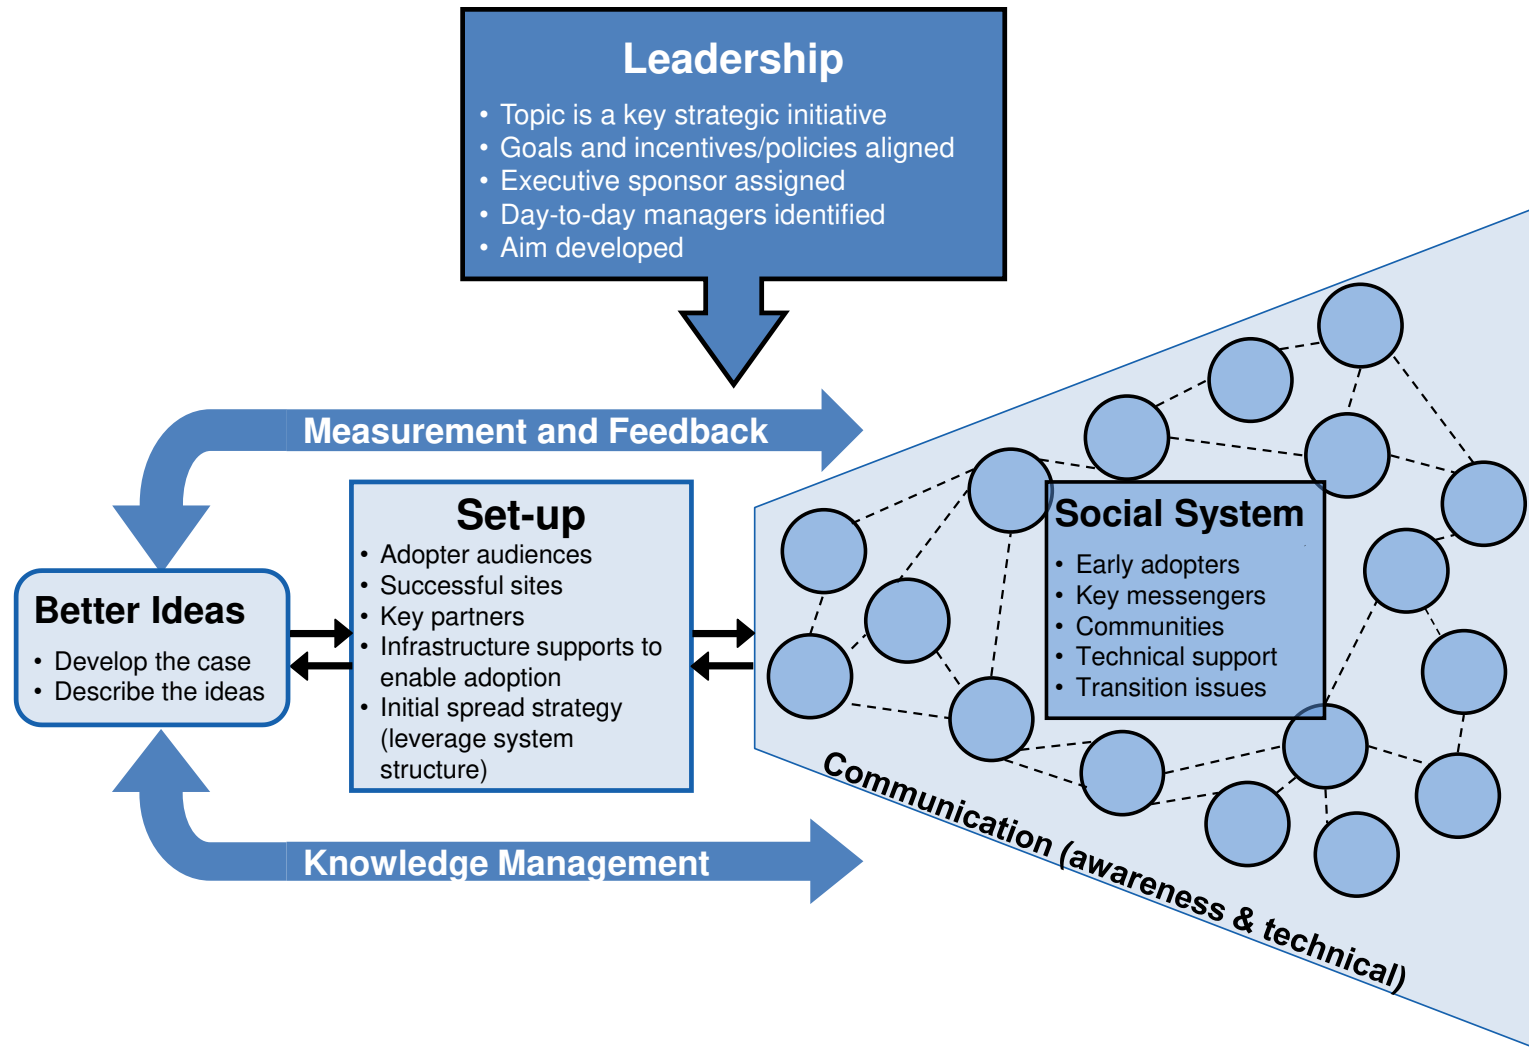 Leadership
• Topic is a key strategic initiative
• Goals and incentives/policies aligned
• Executive sponsor assigned
• Day-to-day managers identified
• Aim developed
Measurement and Feedback
Better Ideas
• Develop the case
• Describe the ideas
Set-up
• Adopter audiences
• Successful sites
• Key partners
• Infrastructure supports to
enable adoption
• Initial spread strategy
(leverage system
structure)
Social System
• Early adopters
• Key messengers
• Communities
• Technical support
• Transition issues
Knowledge Management
Communication (awareness & technical)